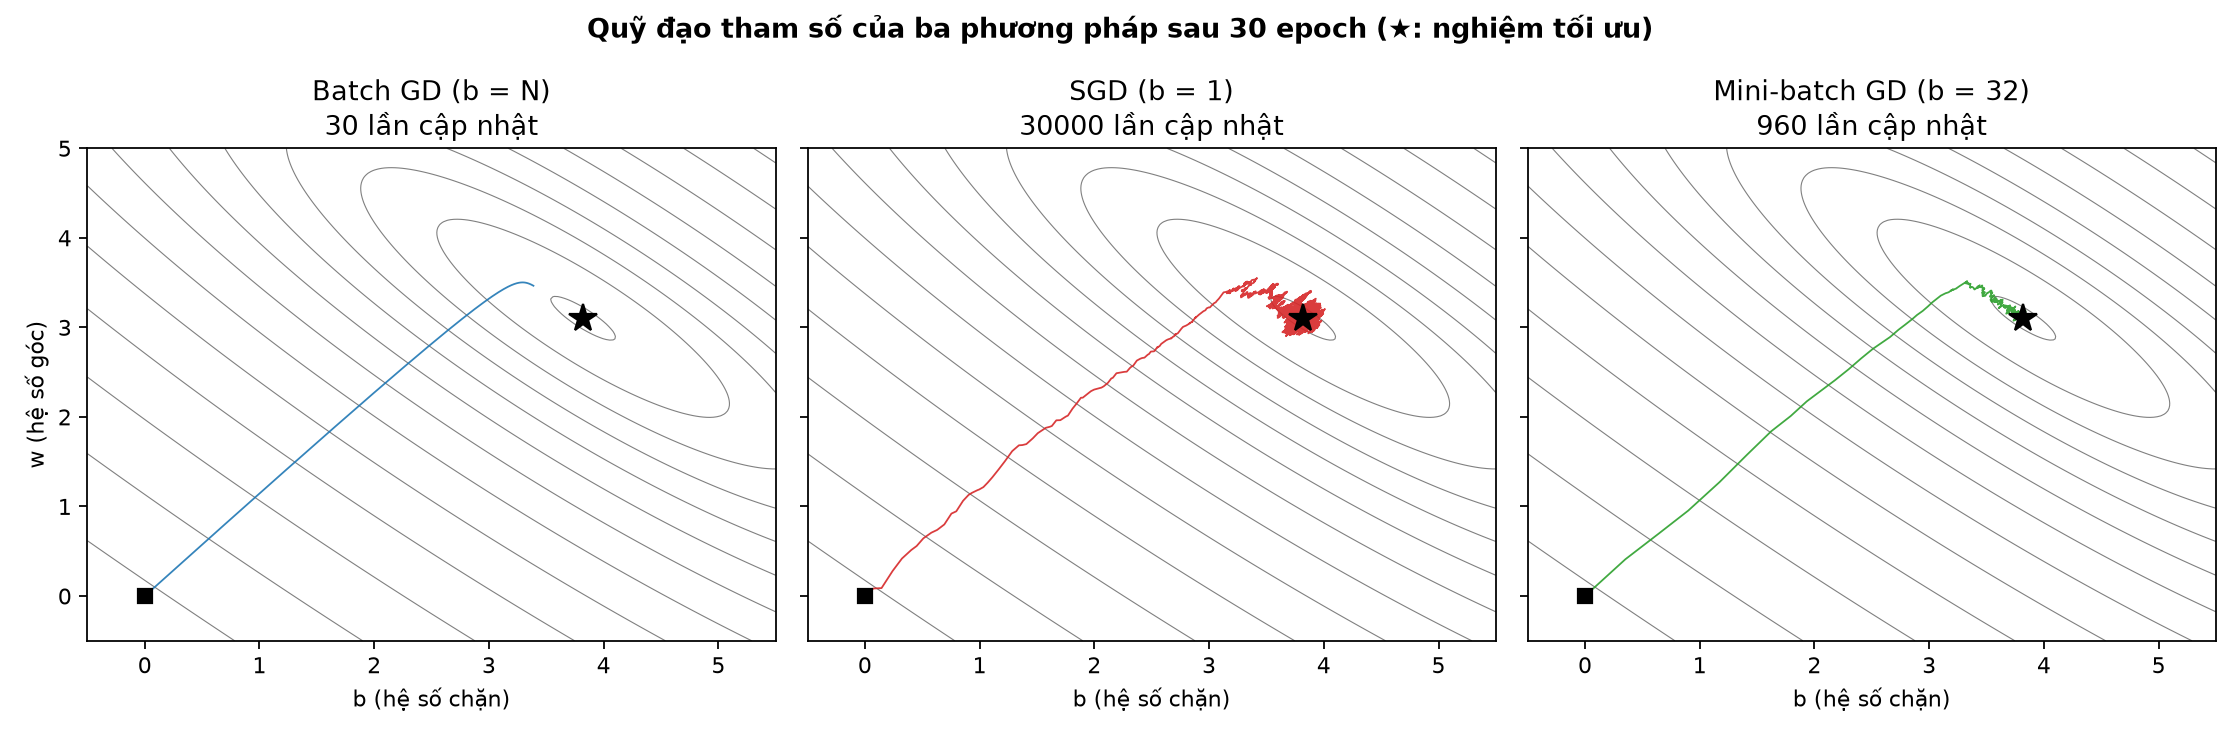 Quỹ đạo tham số của ba phương pháp sau 30 epoch (★: nghiệm tối ưu)
Batch GD (b = N)
30 lần cập nhật
SGD (b = 1)
30000 lần cập nhật
Mini-batch GD (b = 32)
960 lần cập nhật
w (hệ số góc)
5
4
3
2
1
0
0 1 2 3 4 5
0 1 2 3 4 5
0 1 2 3 4 5
b (hệ số chặn)
b (hệ số chặn)
b (hệ số chặn)